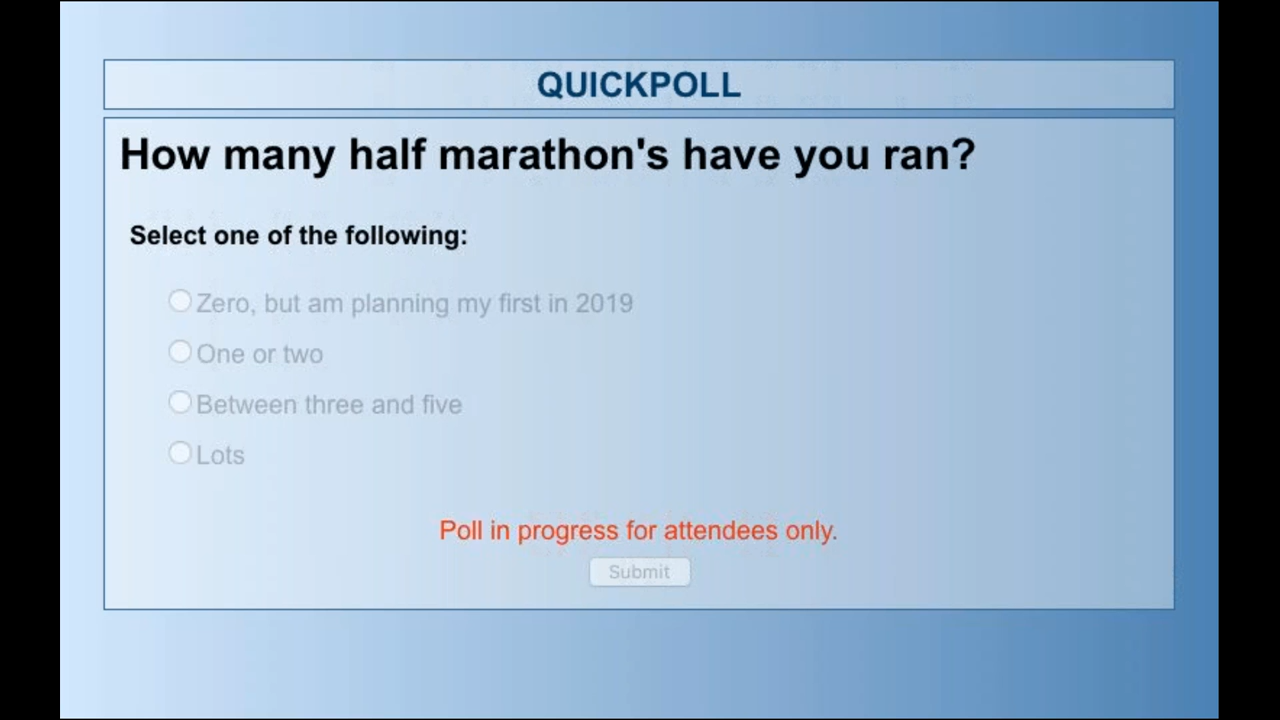 QUICKPOLL
How many half marathon's have you ran?
Select one of the following:
Zero, but am planning my first in 2019
One or two
Between three and five
Lots
Poll in progress for attendees only.
Submit